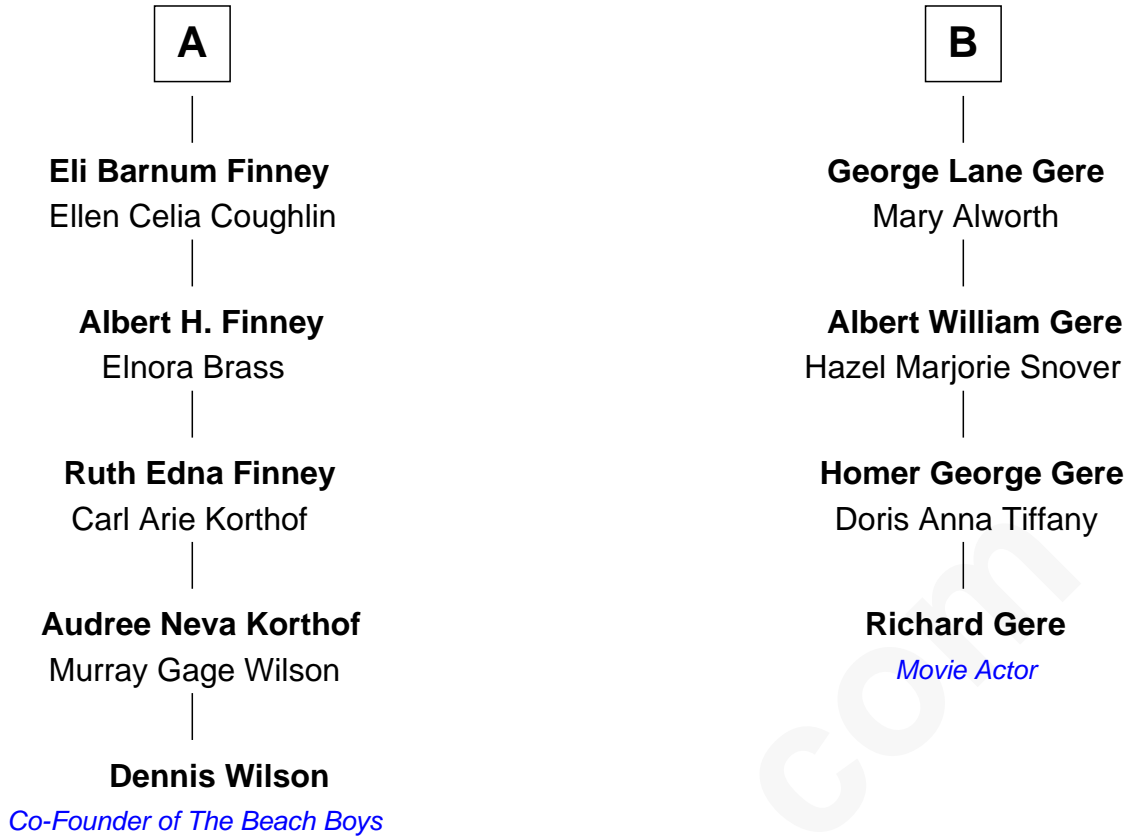 A
Eli Barnum Finney
Ellen Celia Coughlin
Albert H. Finney
Elnora Brass
Ruth Edna Finney
Carl Arie Korthof
Audree Neva Korthof
Murray Gage Wilson
Dennis Wilson
Co-Founder of The Beach Boys
B
George Lane Gere
Mary Alworth
Albert William Gere
Hazel Marjorie Snover
Homer George Gere
Doris Anna Tiffany
Richard Gere
Movie Actor
com